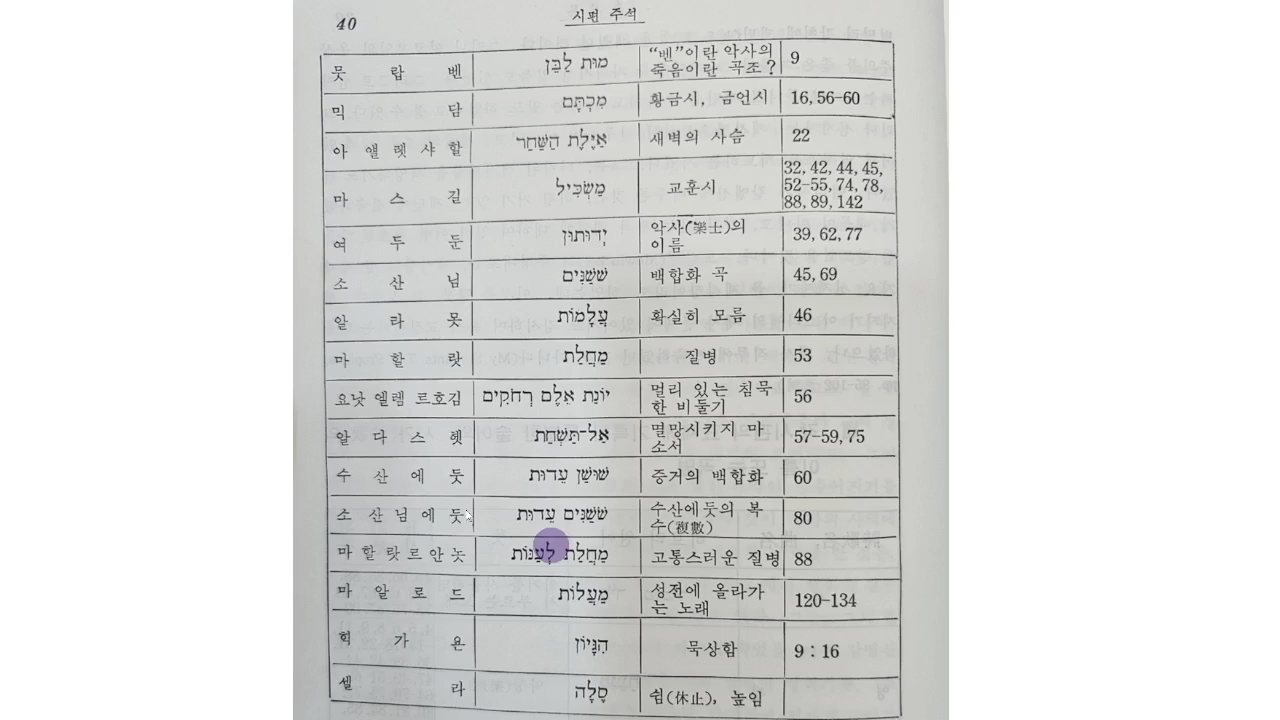 40
시편 주석
뭇 랍 벤 מוּת לַבֵּן “벤”이란 악사의 9
죽음이란 곡조?
믹 담 מִכְתָּם 황금시, 금언시 16, 56-60
아 앨 렛 샤 할 אַיֶּלֶת הַשַּׁחַר 새벽의 사슴 22
32, 42, 44, 45,
마 스 길 מַשְׂכִּיל 교훈시 52-55, 74, 78,
88, 89, 142
여 두 둔 יְדוּתוּן 악사(樂士)의 39, 62, 77
이름
소 산 님 שֹׁשַׁנִּים 백합화 곡 45, 69
알 라 못 עֲלָמוֹת 확실히 모름 46
마 할 랏 מַחֲלַת 질병 53
요낫 엘렘 르호김 יוֹנַת אֵלֶם רְחֹקִים 멀리 있는 침묵 56
한 비둘기
알 다 스 헷 אַל-תַּשְׁחֵת 멸망시키지 마 57-59, 75
소서
수 산 에 둣 שׁוּשַׁן עֵדוּת 증거의 백합화 60
소 산 님 에 둣 שֹׁשַׁנִּים עֵדוּת 수산에둣의 복 80
수(複數)
마 할 랏 르 안 놋 מַחֲלַת לְעַנּוֹת 고통스러운 질병 88
마 알 로 드 מַעֲלוֹת 성전에 올라가 120-134
는 노래
힉 가 욘 הִגָּיוֹן 묵상함 9 : 16
셀 라 סֶלָה 쉼(休止), 높임